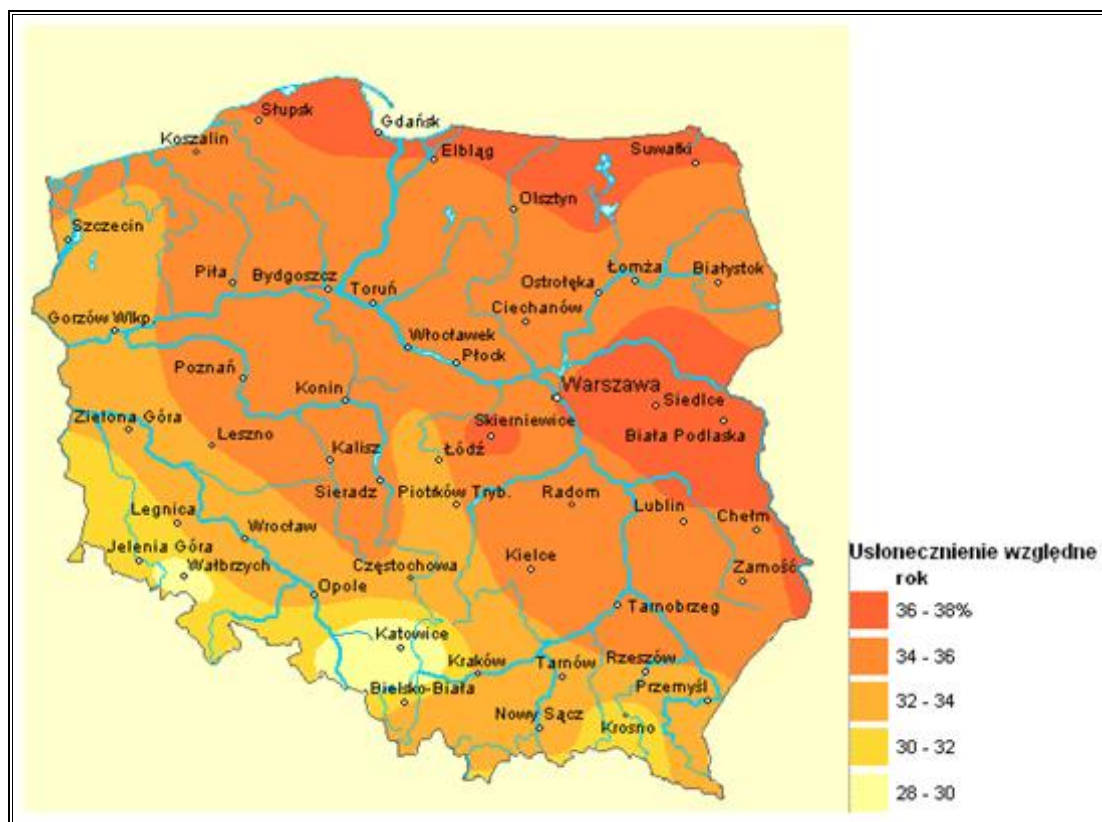 Słupsk
Gdańsk
Koszalin
Elbląg
Suwałki
Olsztyn
Szczecin
Piła
Bydgoszcz
Toruń
Ostrołęka
Łomża
Białystok
Ciechanów
Gorzów Wlkp.
Włocławek
Płock
Poznań
Konin
Warszawa
Siedlce
Zielona Góra
Leszno
Kalisz
Łódź
Skierniewice
Biała Podlaska
Sieradz
Piotrków Tryb.
Radom
Lublin
Chełm
Legnica
Wrocław
Jelenia Góra
Wałbrzych
Częstochowa
Kielce
Zamość
Opole
Tarnobrzeg
Katowice
Kraków
Tarnów
Rzeszów
Przemyśl
Bielsko-Biała
Nowy Sącz
Krosno
Usłonecznienie względne
rok
36 - 38%
34 - 36
32 - 34
30 - 32
28 - 30